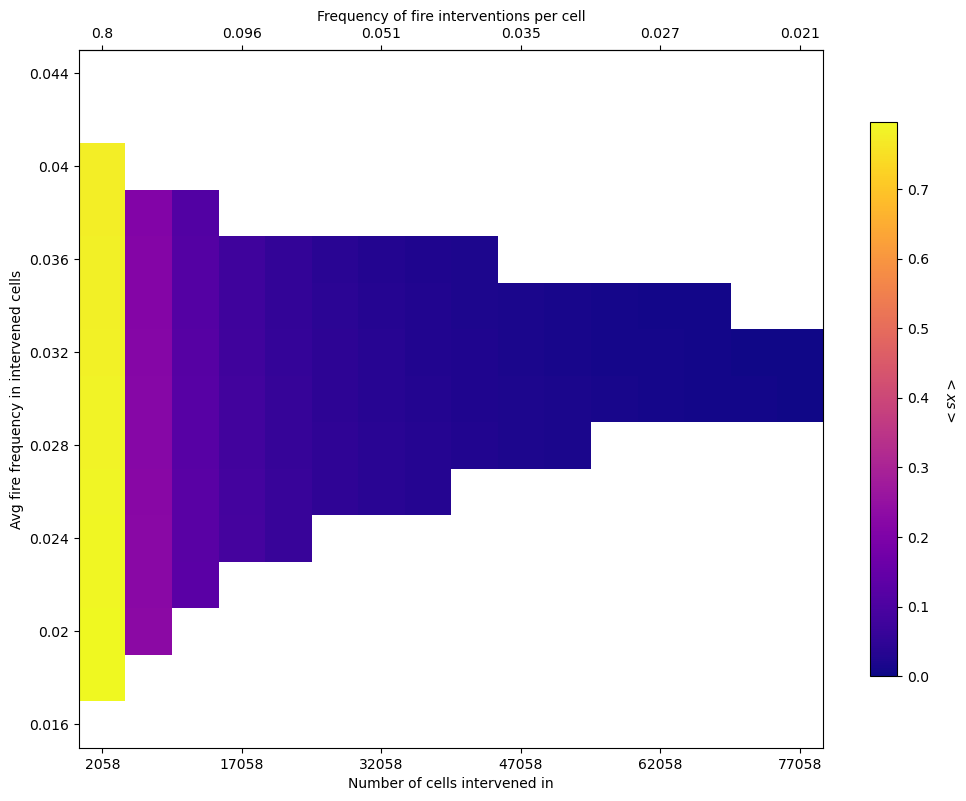 Frequency of fire interventions per cell
0.8 0.096 0.051 0.035 0.027 0.021
0.044
0.04
0.036
0.032
0.028
0.024
0.02
0.016
Avg fire frequency in intervened cells
2058 17058 32058 47058 62058 77058
Number of cells intervened in
0.7
0.6
0.5
0.4
0.3
0.2
0.1
0.0
< xs >